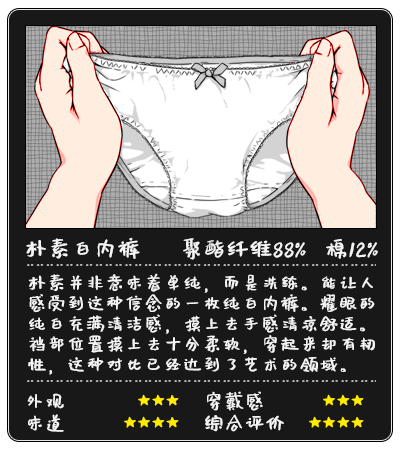 朴素白内裤 聚酯纤维88% 棉12%
朴素并非意味着单纯，而是洗练。能让人
感受到这种信念的一枚纯白内裤。耀眼的
纯白充满清洁感，摸上去手感清凉舒适。
裆部位置摸上去十分柔软，穿起来却有韧
性，这种对比已经达到了艺术的领域。
外观 ★★★ 穿戴感 ★★★
味道 ★★★★ 综合评价 ★★★★